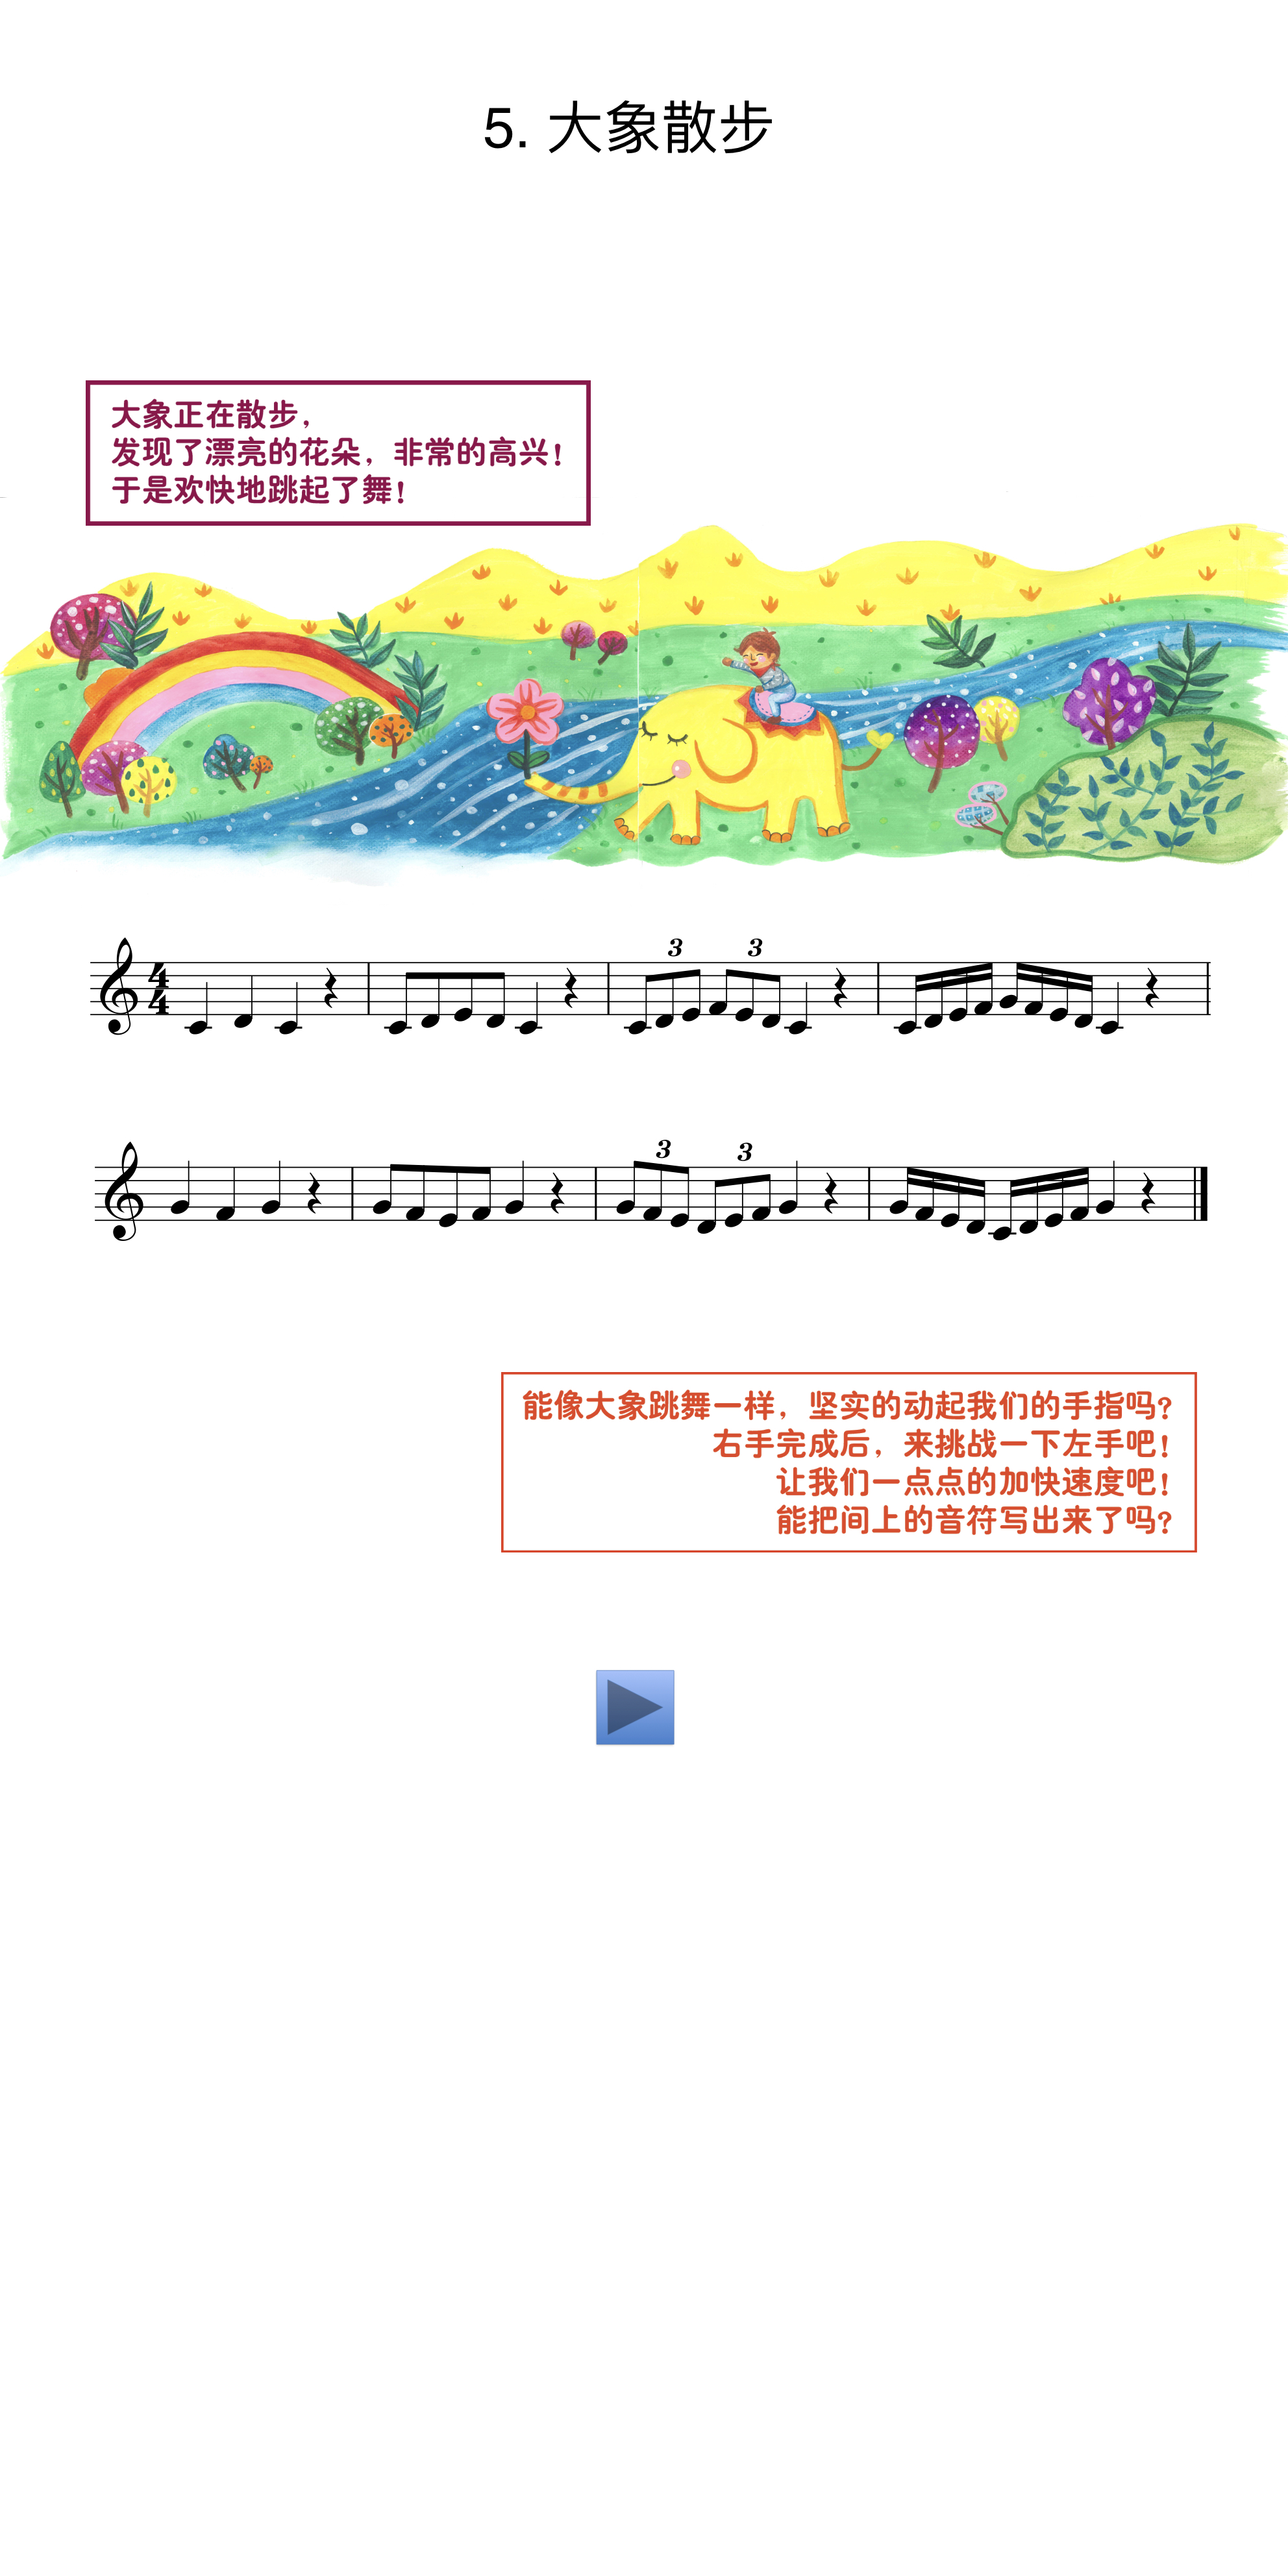 5. 大象散步
大象正在散步，
发现了漂亮的花朵，非常的高兴！
于是欢快地跳起了舞！
4
4
3 3
3 3
能像大象跳舞一样，坚实的动起我们的手指吗？
右手完成后，来挑战一下左手吧！
让我们一点点的加快速度吧！
能把间上的音符写出来了吗？